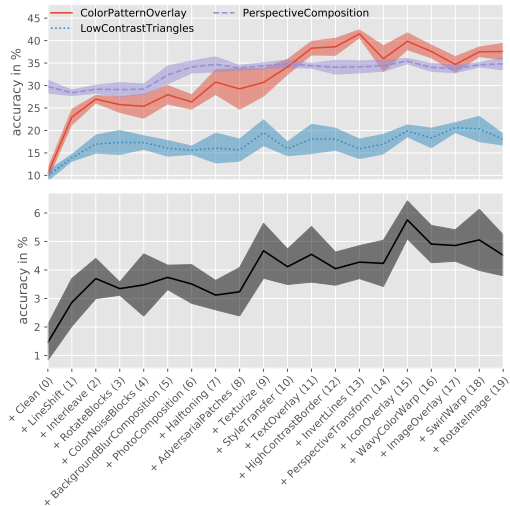 ColorPatternOverlay
PerspectiveComposition
LowContrastTriangles
accuracy in %
45
40
35
30
25
20
15
10
accuracy in %
6
5
4
3
2
1
+ Clean (0)
+ LineShift (1)
+ Interleave (2)
+ RotateBlocks (3)
+ ColorNoiseBlocks (4)
+ BackgroundBlurComposition (5)
+ PhotoComposition (6)
+ Halftoning (7)
+ AdversarialPatches (8)
+ Texturize (9)
+ StyleTransfer (10)
+ TextOverlay (11)
+ HighContrastBorder (12)
+ InvertLines (13)
+ PerspectiveTransform (14)
+ IconOverlay (15)
+ WavyColorWarp (16)
+ ImageOverlay (17)
+ SwirlWarp (18)
+ RotateImage (19)